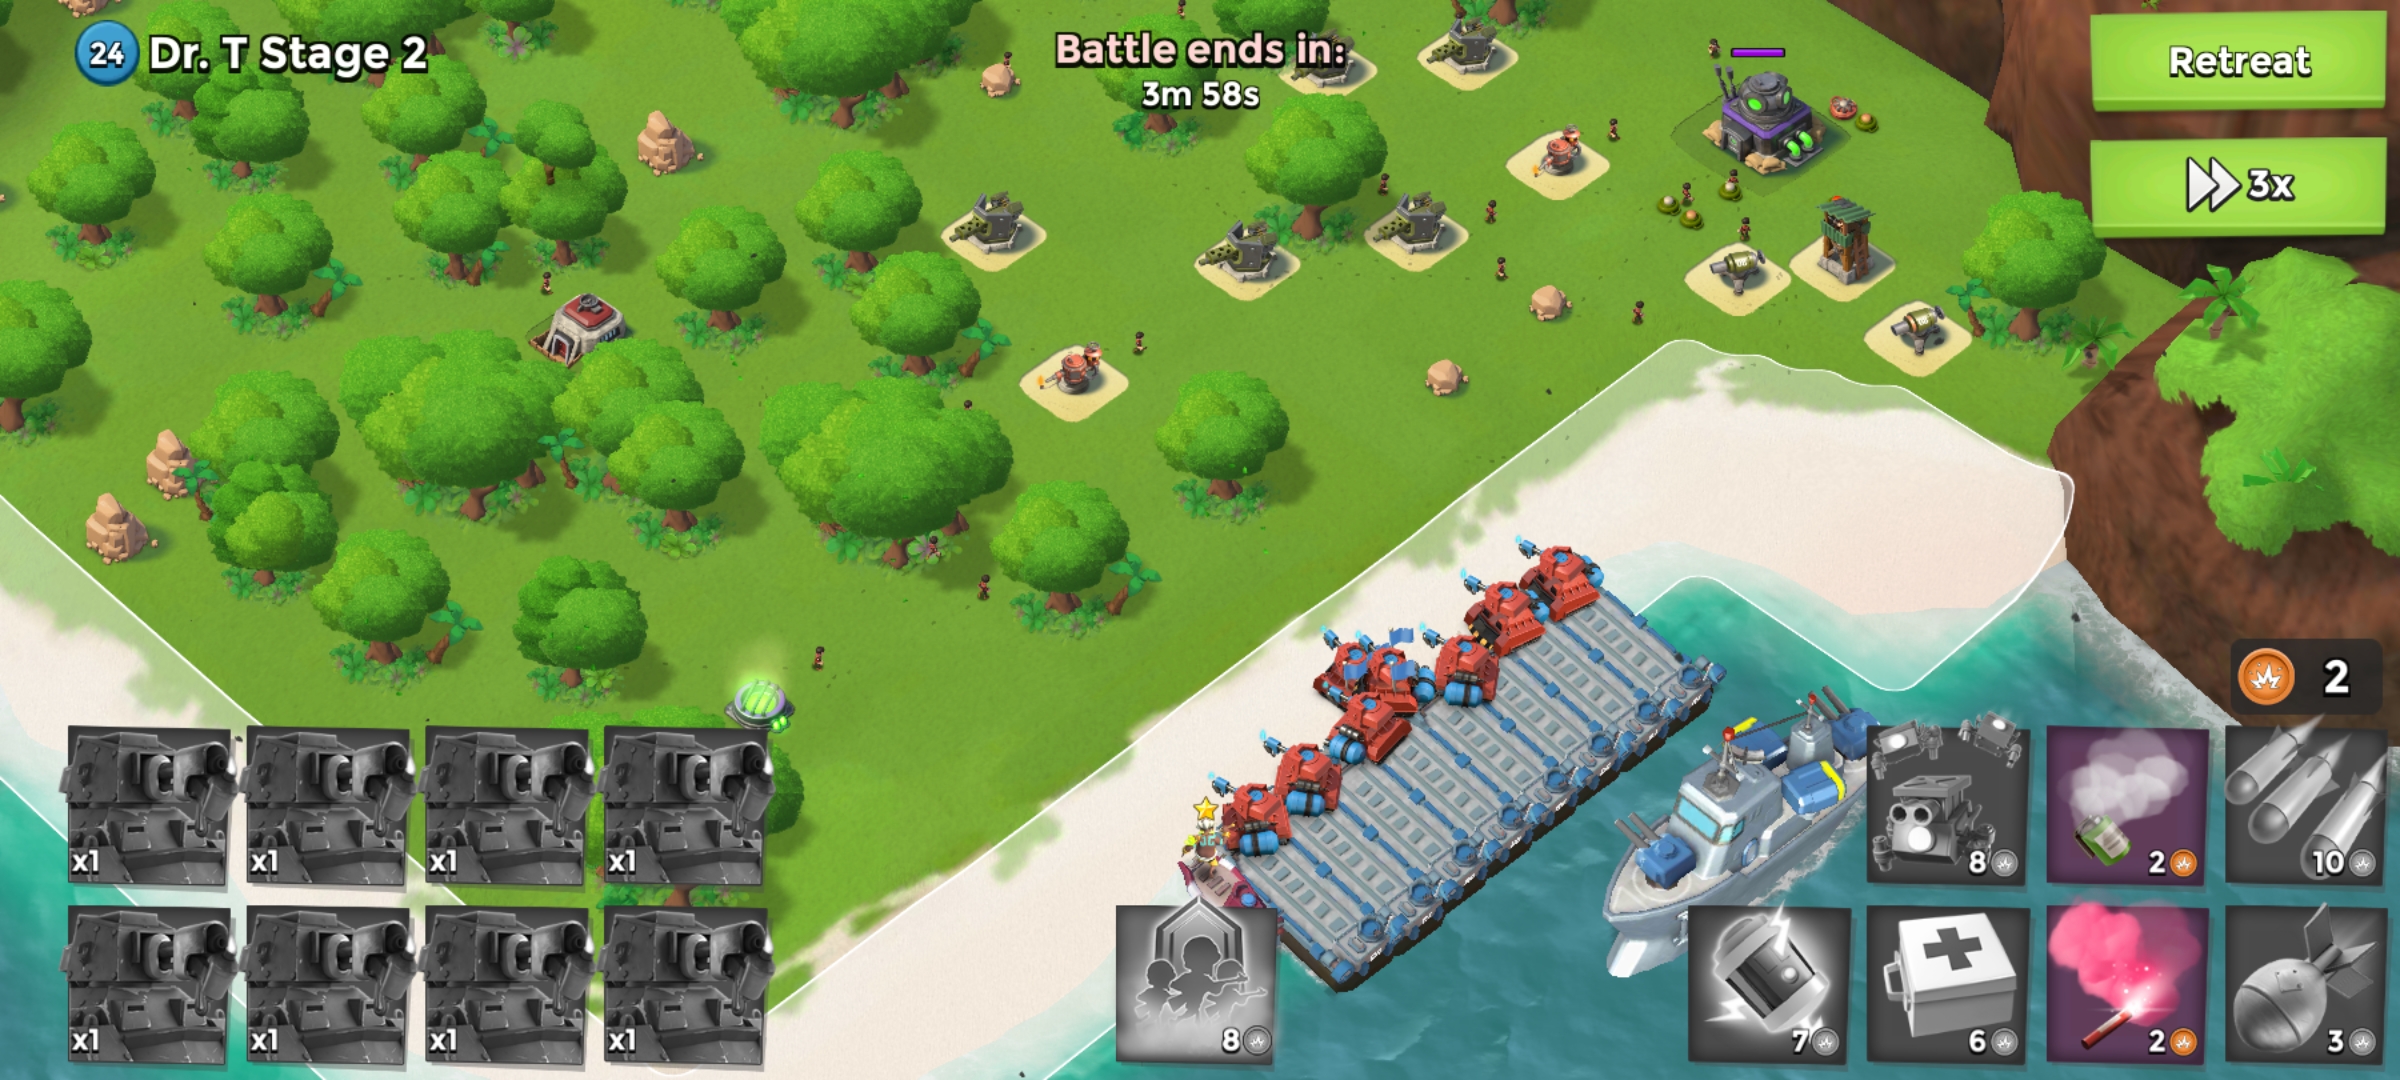 24 Dr. T Stage 2
Battle ends in:
3m 58s
Retreat
3x
2
x1 x1 x1 x1
8 2 10
x1 x1 x1 x1
8 7 6 2 3